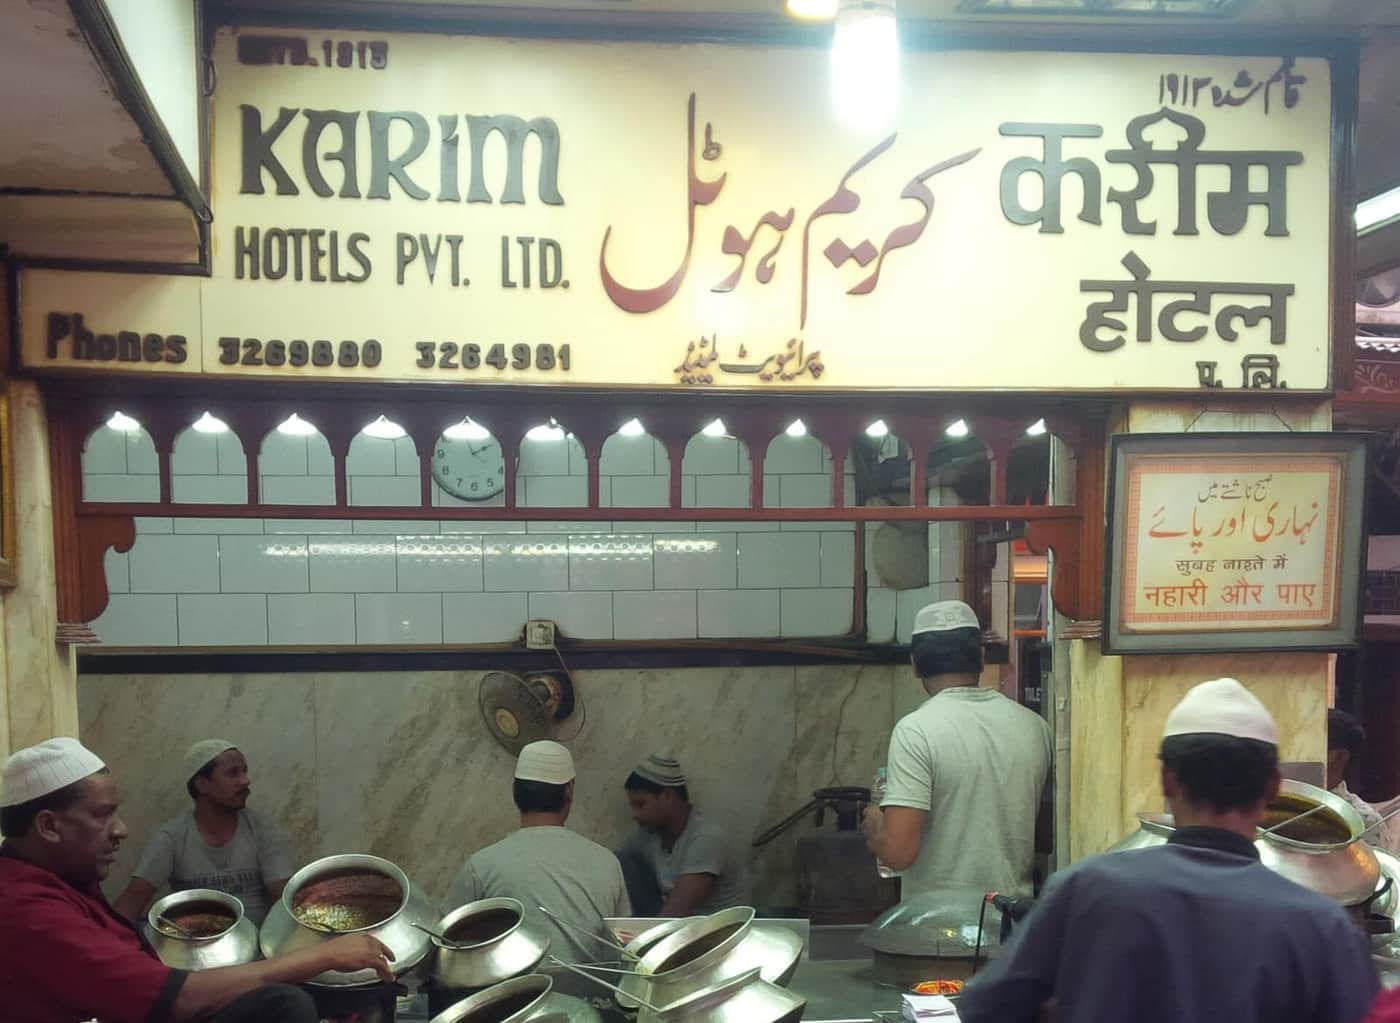 ESTD. 1913
KARIM
HOTELS PVT. LTD.
Phones 3269880 3264981
کریم ہوٹل
پرائیویٹ لمیٹیڈ
قائم شدہ ۱۹۱۳
करीम
होटल
प्र. लि.
صبح ناشتے میں
نہاری اور پائے
सुबह नाश्ते में
नहारी और पाए